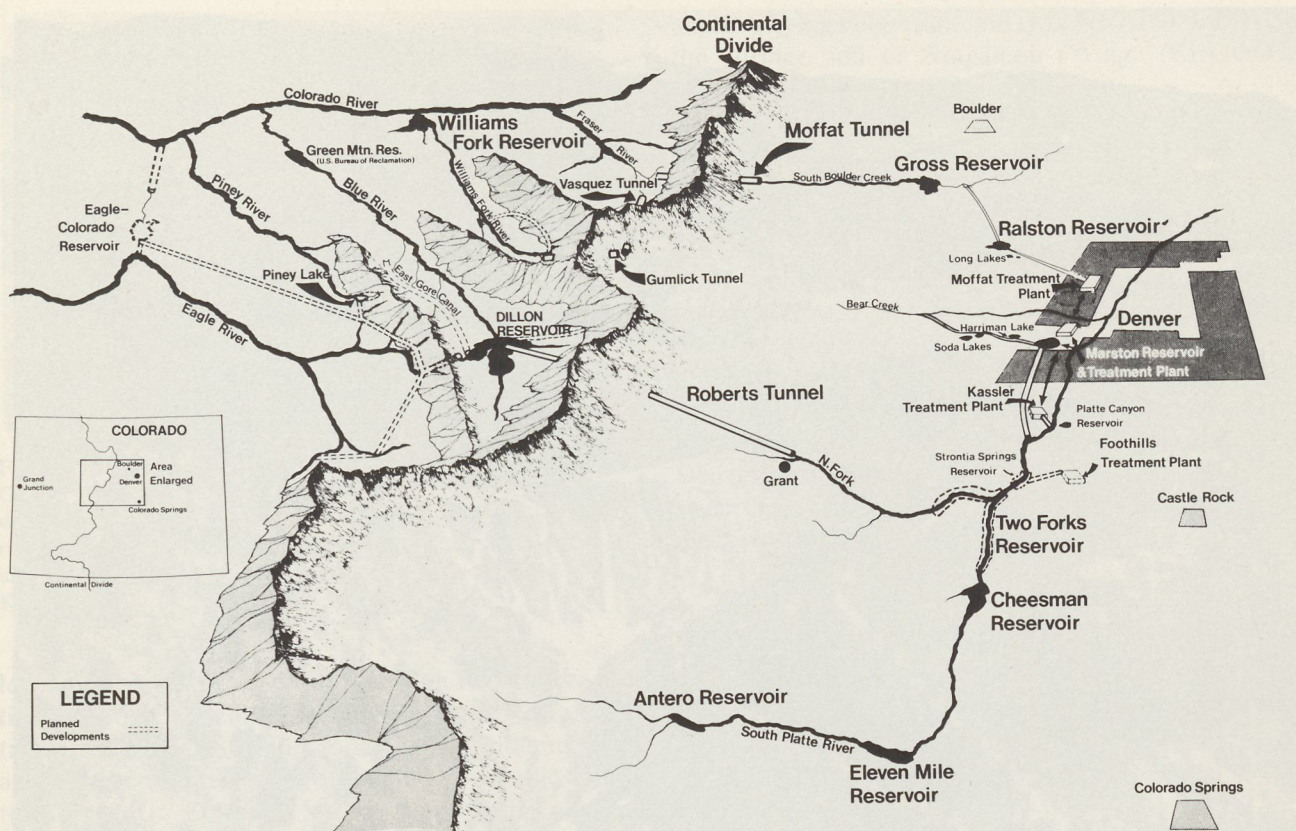 Continental
Divide
Colorado River
Williams
Fork Reservoir
Fraser
River
Moffat Tunnel
Boulder
Green Mtn. Res.
(U.S. Bureau of Reclamation)
Gross Reservoir
South Boulder Creek
Vasquez Tunnel
Williams Fork River
Piney River
Blue River
Eagle-
Colorado
Reservoir
Ralston Reservoir
Long Lakes
Moffat Treatment
Plant
Gumlick Tunnel
Piney Lake
East Gore Canal
Bear Creek
Eagle River
DILLON
RESERVOIR
Harriman Lake
Soda Lakes
Denver
Marston Reservoir
&Treatment Plant
Roberts Tunnel
Kassler
Treatment Plant
Platte Canyon
Reservoir
COLORADO
Boulder
Denver
Area
Enlarged
Grand
Junction
Colorado Springs
Continental Divide
Strontia Springs
Reservoir
Foothills
Treatment Plant
Grant
N. Fork
Castle Rock
Two Forks
Reservoir
Cheesman
Reservoir
LEGEND
Planned
Developments
Antero Reservoir
South Platte River
Eleven Mile
Reservoir
Colorado Springs